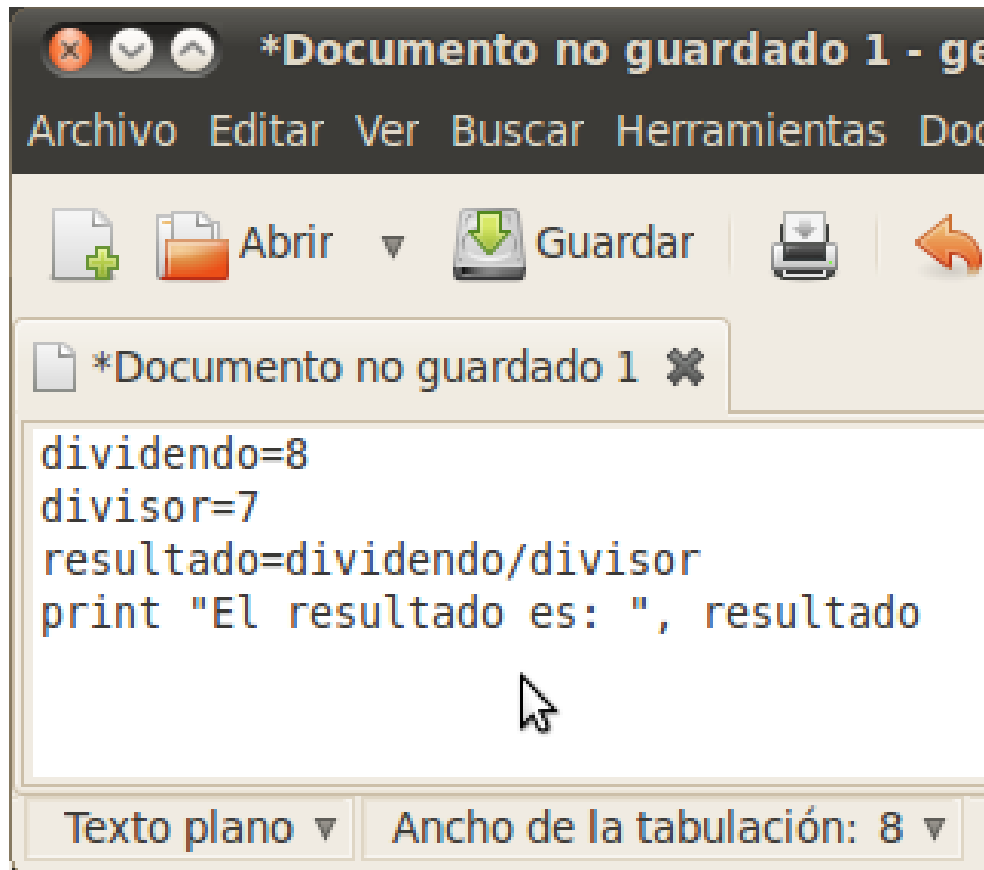 *Documento no guardado 1 - ge
Archivo Editar Ver Buscar Herramientas Doc
Abrir Guardar
*Documento no guardado 1
dividendo=8
divisor=7
resultado=dividendo/divisor
print "El resultado es: ", resultado
Texto plano Ancho de la tabulación: 8